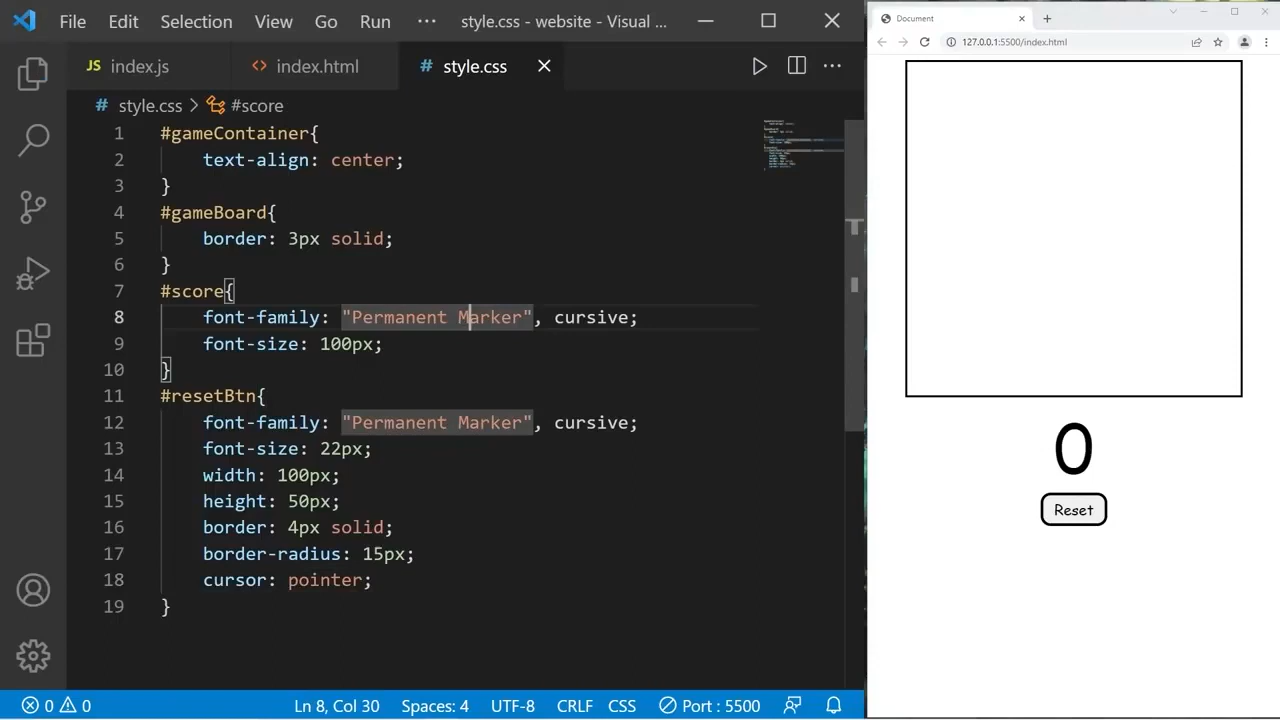 File Edit Selection View Go Run ··· style.css - website - Visual ...
JS index.js <> index.html # style.css
# style.css > #score
1 #gameContainer{
2 text-align: center;
3 }
4 #gameBoard{
5 border: 3px solid;
6 }
7 #score{
8 font-family: "Permanent Marker", cursive;
9 font-size: 100px;
10 }
11 #resetBtn{
12 font-family: "Permanent Marker", cursive;
13 font-size: 22px;
14 width: 100px;
15 height: 50px;
16 border: 4px solid;
17 border-radius: 15px;
18 cursor: pointer;
19 }
0 0 Ln 8, Col 30 Spaces: 4 UTF-8 CRLF CSS Port : 5500
Document
127.0.0.1:5500/index.html
0
Reset